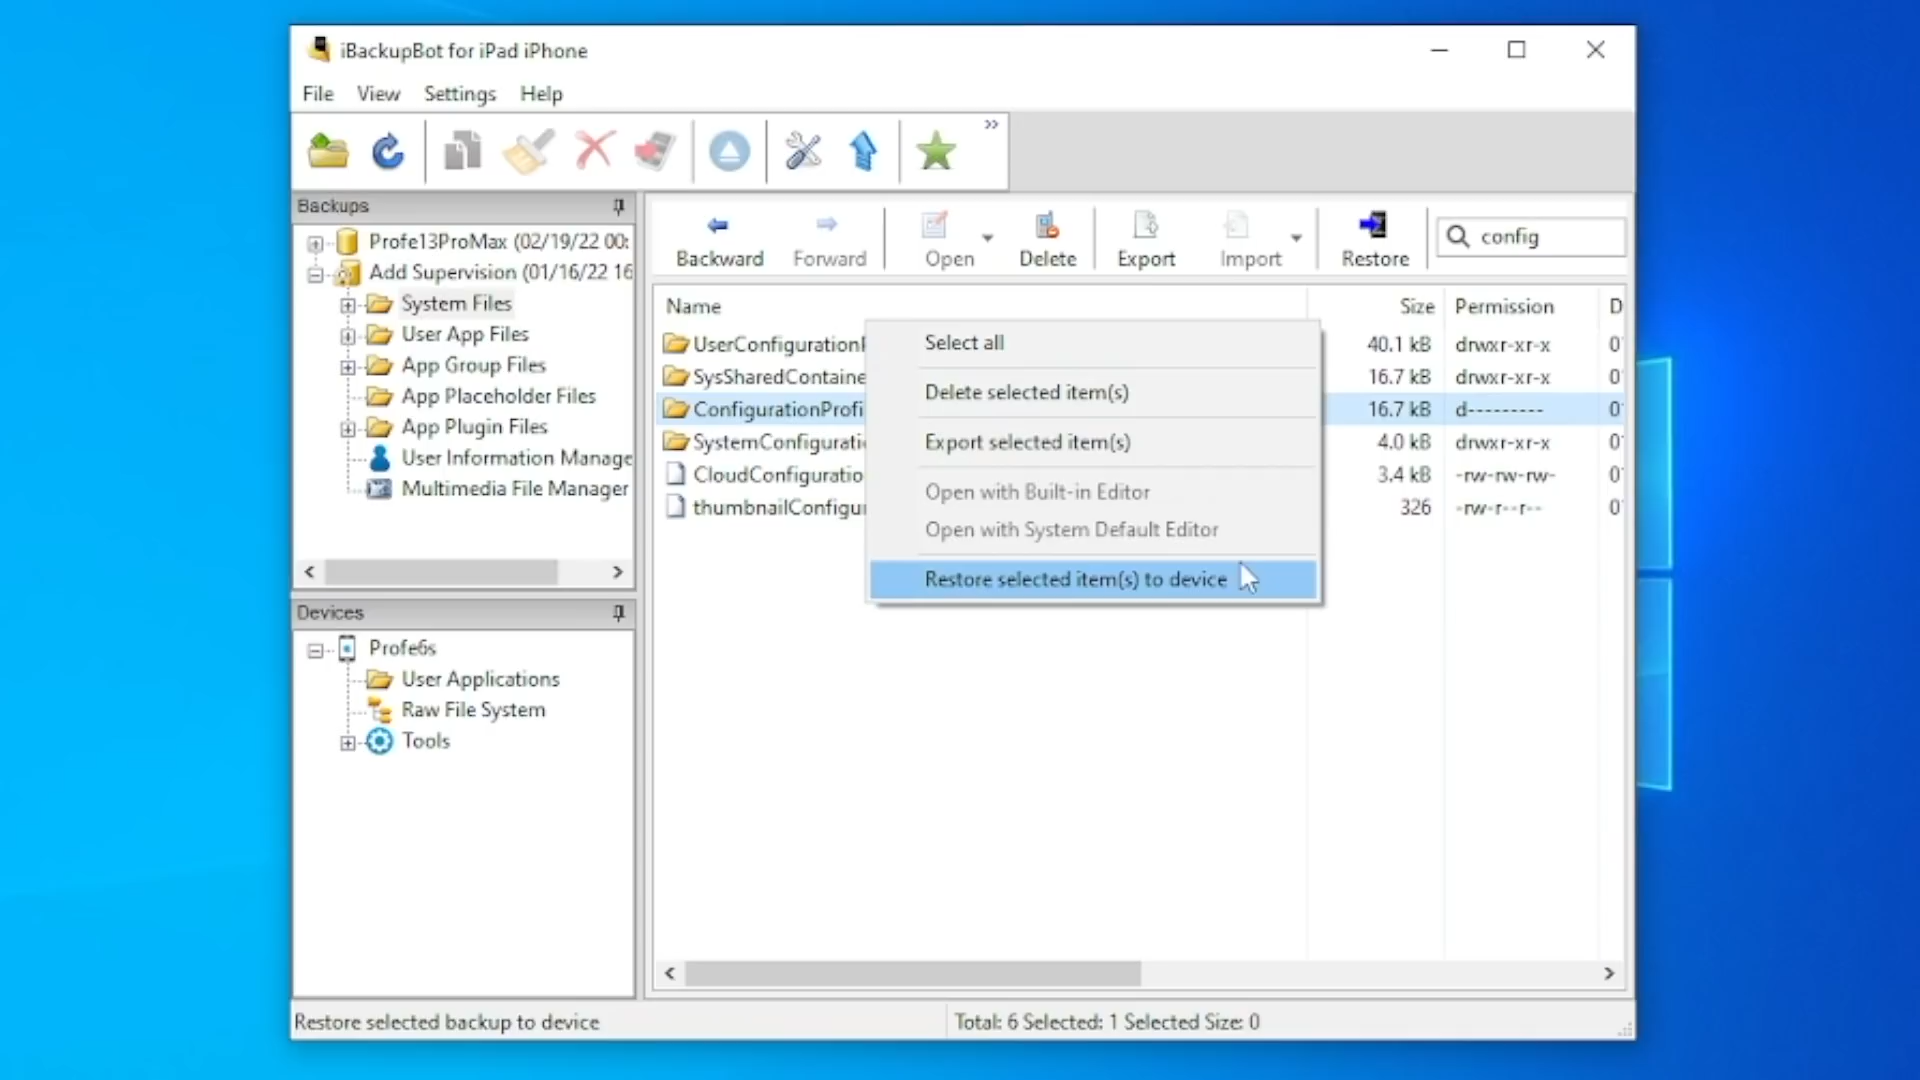 iBackupBot for iPad iPhone
File View Settings Help
»
Backups
Profe13ProMax (02/19/22 00:
Add Supervision (01/16/22 16
System Files
User App Files
App Group Files
App Placeholder Files
App Plugin Files
User Information Manage
Multimedia File Manager
Devices
Profe6s
User Applications
Raw File System
Tools
Backward Forward Open Delete Export Import Restore config
Name Size Permission D
UserConfiguration 40.1 kB drwxr-xr-x 0
SysSharedContaine 16.7 kB drwxr-xr-x 0
ConfigurationProfi 16.7 kB d--------- 0
SystemConfigurati 4.0 kB drwxr-xr-x 0
CloudConfiguratio 3.4 kB -rw-rw-rw- 0
thumbnailConfigu 326 -rw-r--r-- 0
Select all
Delete selected item(s)
Export selected item(s)
Open with Built-in Editor
Open with System Default Editor
Restore selected item(s) to device
Restore selected backup to device
Total: 6 Selected: 1 Selected Size: 0